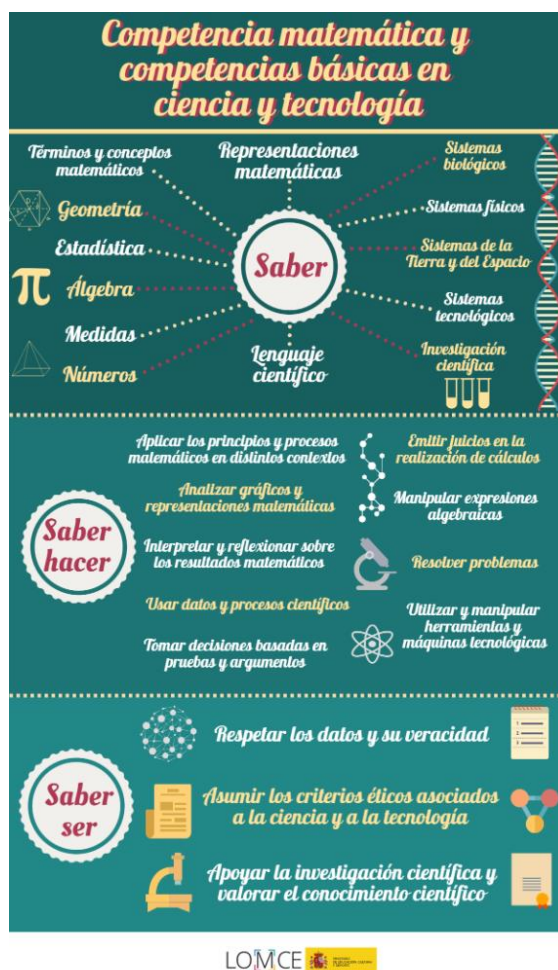 Competencia matemática y
competencias básicas en
ciencia y tecnología
Términos y conceptos
matemáticos
Representaciones
matemáticas
Sistemas
biológicos
Geometría
Sistemas físicos
Estadística
Saber
Sistemas de la
Tierra y del Espacio
π
Álgebra
Sistemas
tecnológicos
Medidas
Lenguaje
científico
Investigación
científica
Números
Saber
hacer
Aplicar los principios y procesos
matemáticos en distintos contextos
Emitir juicios en la
realización de cálculos
Analizar gráficos y
representaciones matemáticas
Manipular expresiones
algebraicas
Interpretar y reflexionar sobre
los resultados matemáticos
Resolver problemas
Usar datos y procesos científicos
Utilizar y manipular
herramientas y
máquinas tecnológicas
Tomar decisiones basadas en
pruebas y argumentos
Saber
ser
Respetar los datos y su veracidad
1
2
3
Asumir los criterios éticos asociados
a la ciencia y a la tecnología
Apoyar la investigación científica y
valorar el conocimiento científico
LOMCE